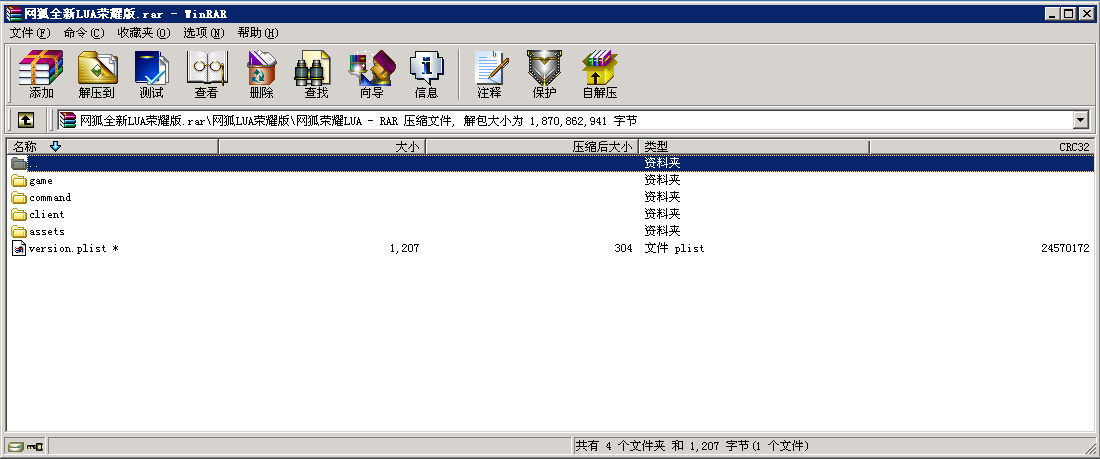 网狐全新LUA荣耀版.rar - WinRAR
文件(F) 命令(C) 收藏夹(O) 选项(N) 帮助(H)
添加 解压到 测试 查看 删除 查找 向导 信息 注释 保护 自解压
网狐全新LUA荣耀版.rar\网狐LUA荣耀版\网狐荣耀LUA - RAR 压缩文件, 解包大小为 1,870,862,941 字节
名称 大小 压缩后大小 类型 CRC32
.. 资料夹
game 资料夹
command 资料夹
client 资料夹
assets 资料夹
version.plist * 1,207 304 文件 plist 24570172
共有 4 个文件夹 和 1,207 字节(1 个文件)